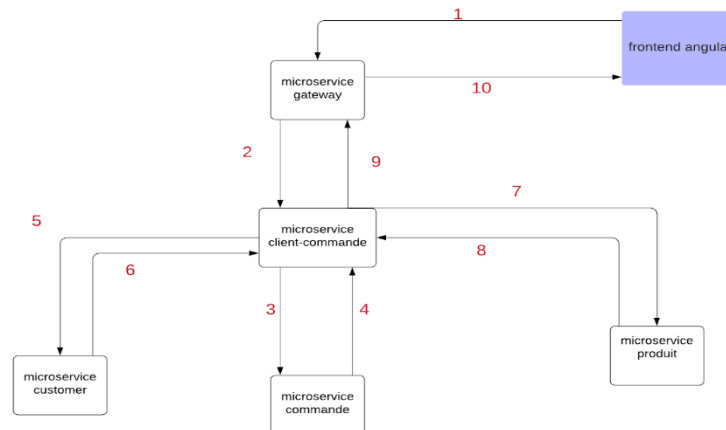 1
frontend angular
microservice
gateway
10
2
9
7
5
microservice
client-commande
8
6
3
4
microservice
produit
microservice
customer
microservice
commande